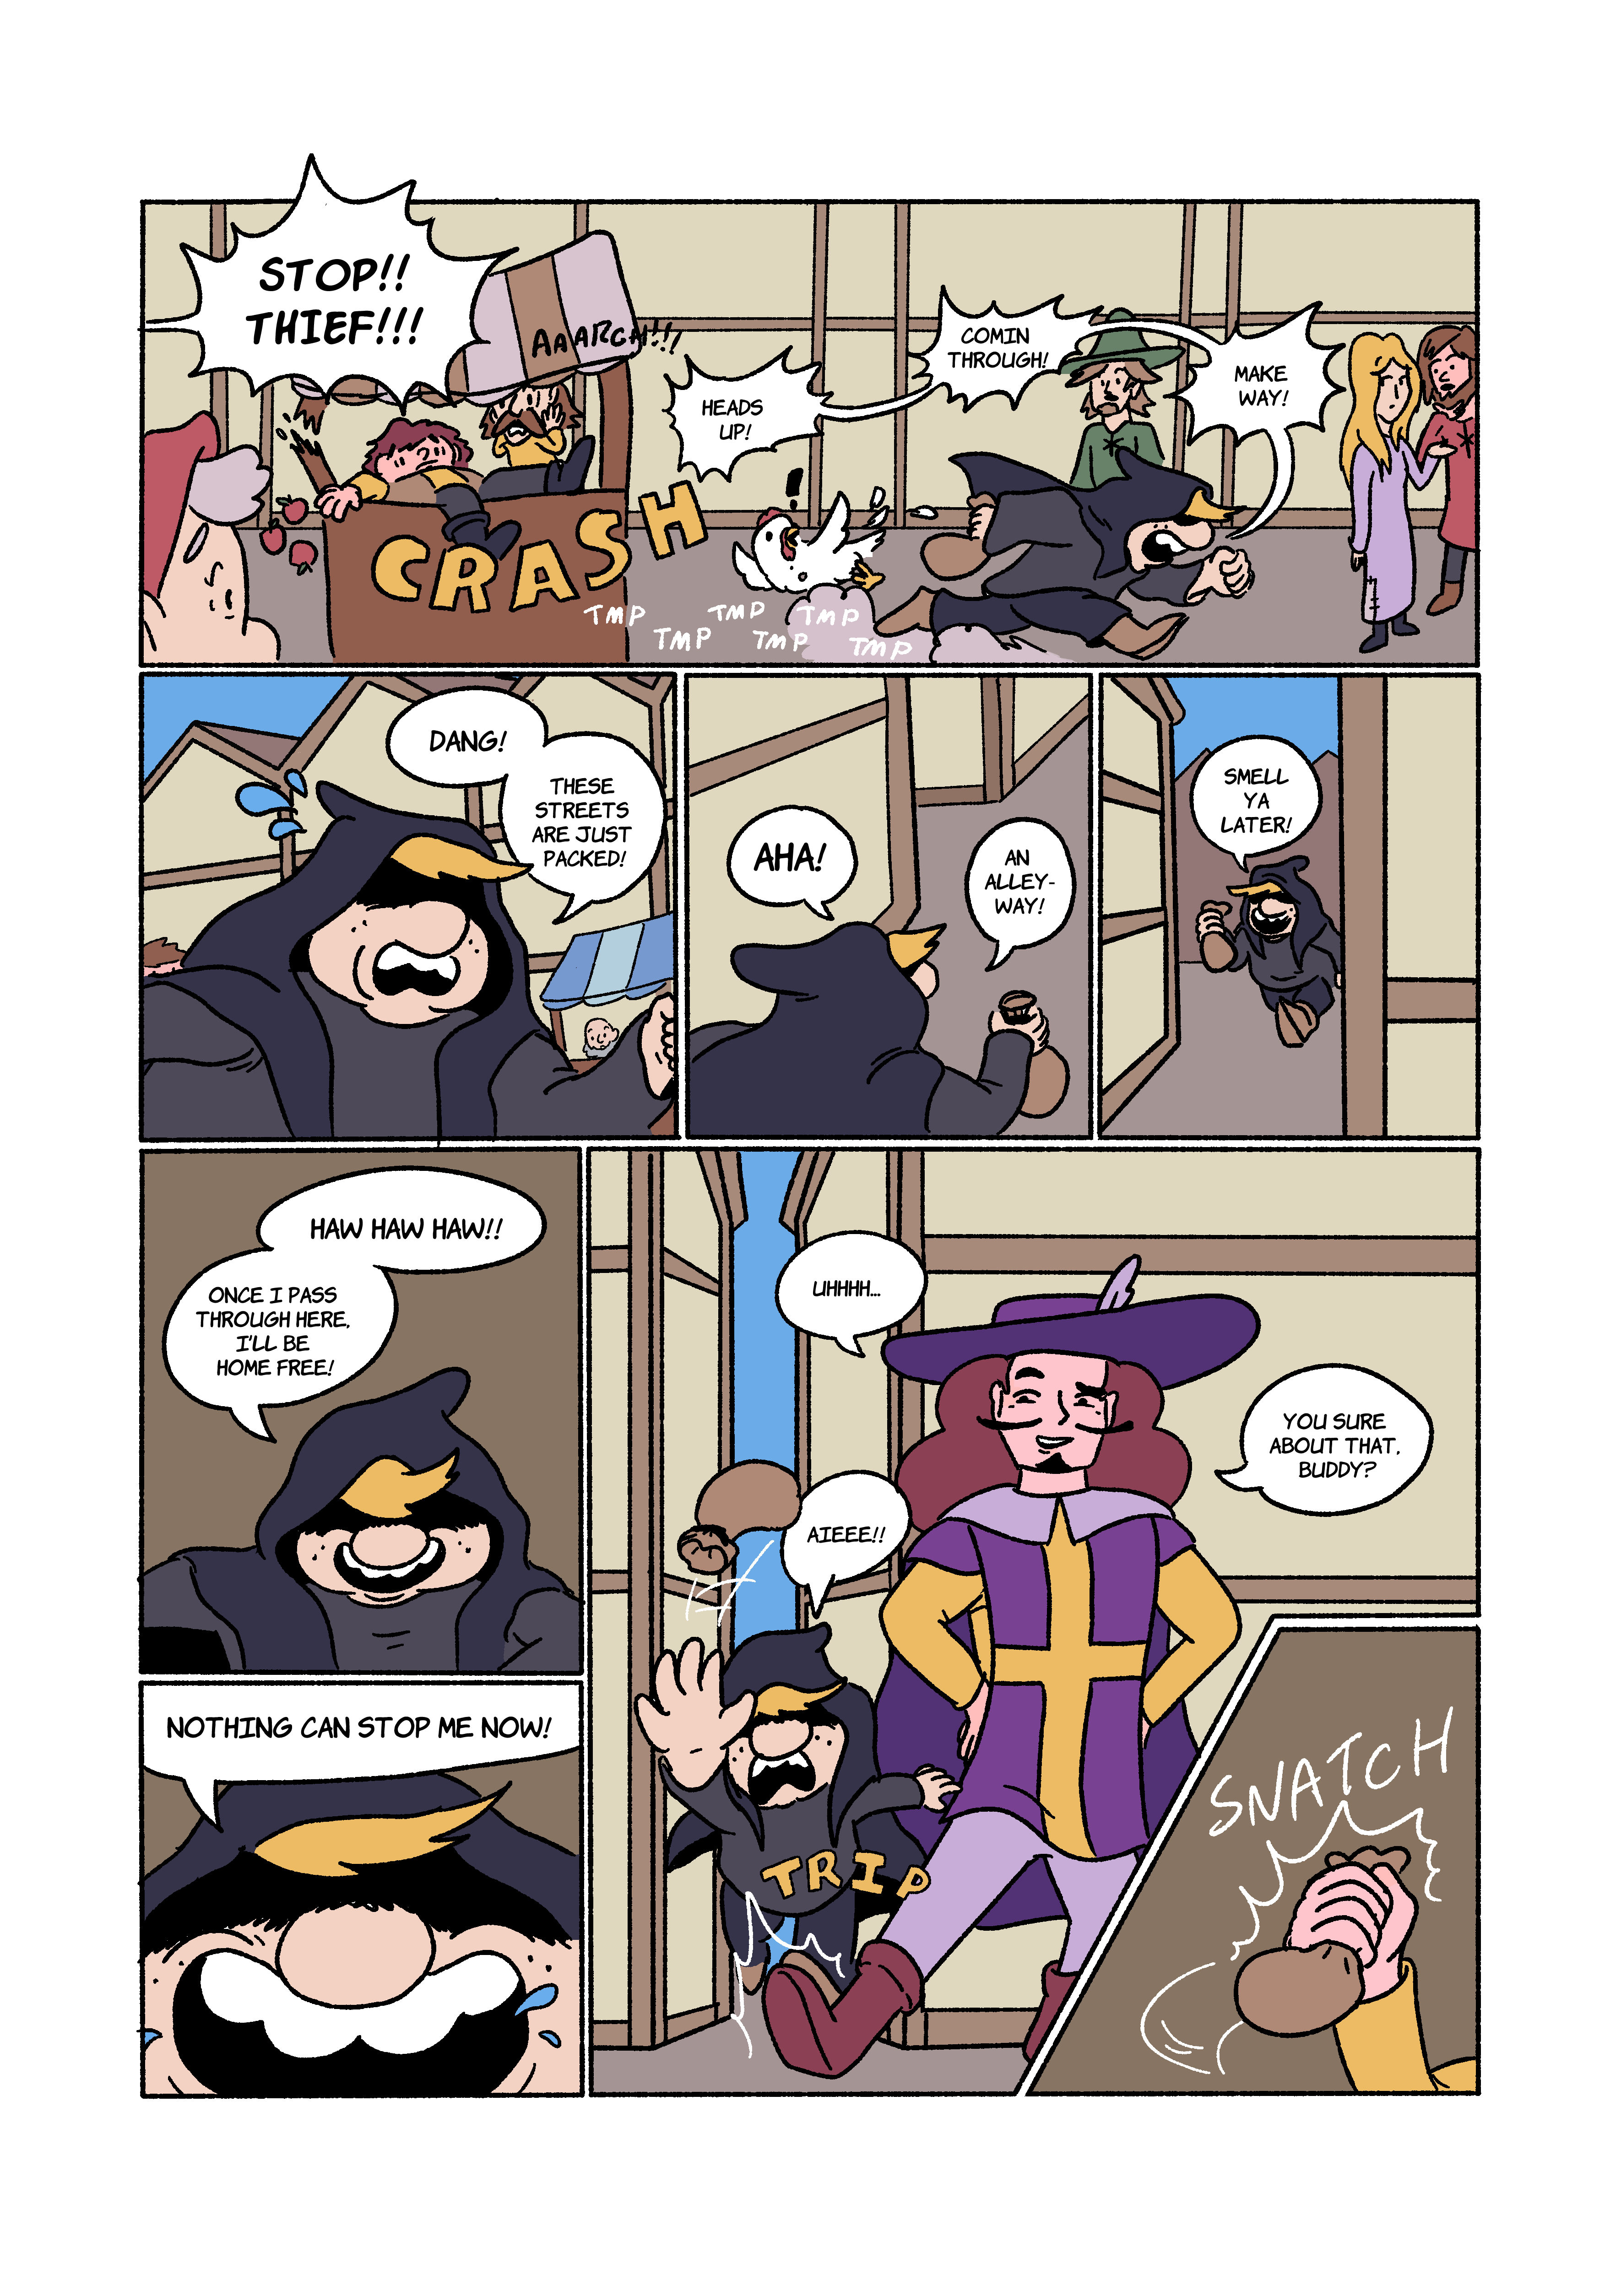 STOP!!
THIEF!!!
AAARGH!!!
CRASH
HEADS
UP!
!
COMIN
THROUGH!
MAKE
WAY!
TMP
TMP
TMP
TMP
TMP
TMP
DANG!
THESE
STREETS
ARE JUST
PACKED!
AHA!
AN
ALLEY-
WAY!
SMELL
YA
LATER!
HAW HAW HAW!!
ONCE I PASS
THROUGH HERE,
I'LL BE
HOME FREE!
NOTHING CAN STOP ME NOW!
UHHHH...
YOU SURE
ABOUT THAT,
BUDDY?
AIEEE!!
TRIP
SNATCH